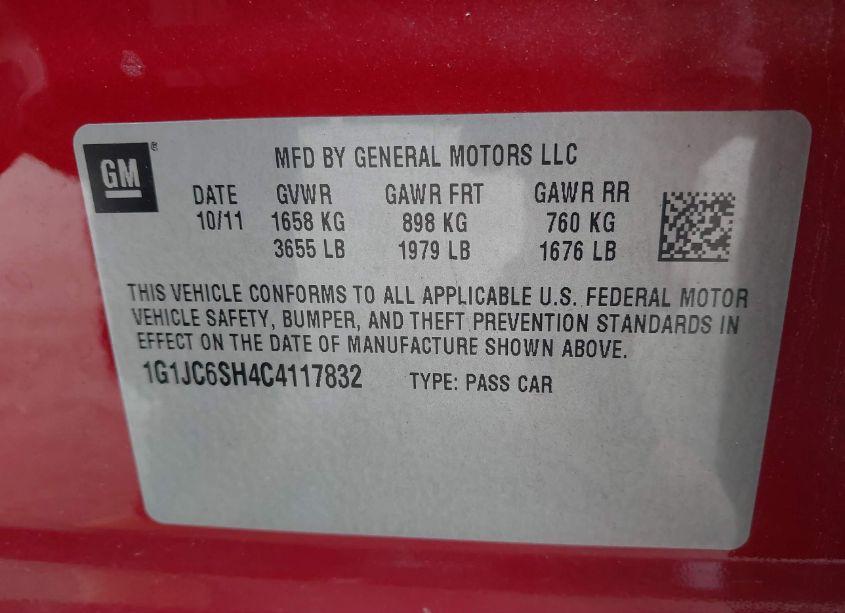 GM®
MFD BY GENERAL MOTORS LLC
DATE GVWR GAWR FRT GAWR RR
10/11 1658 KG 898 KG 760 KG
3655 LB 1979 LB 1676 LB
THIS VEHICLE CONFORMS TO ALL APPLICABLE U.S. FEDERAL MOTOR
VEHICLE SAFETY, BUMPER, AND THEFT PREVENTION STANDARDS IN
EFFECT ON THE DATE OF MANUFACTURE SHOWN ABOVE.
1G1JC6SH4C4117832 TYPE: PASS CAR